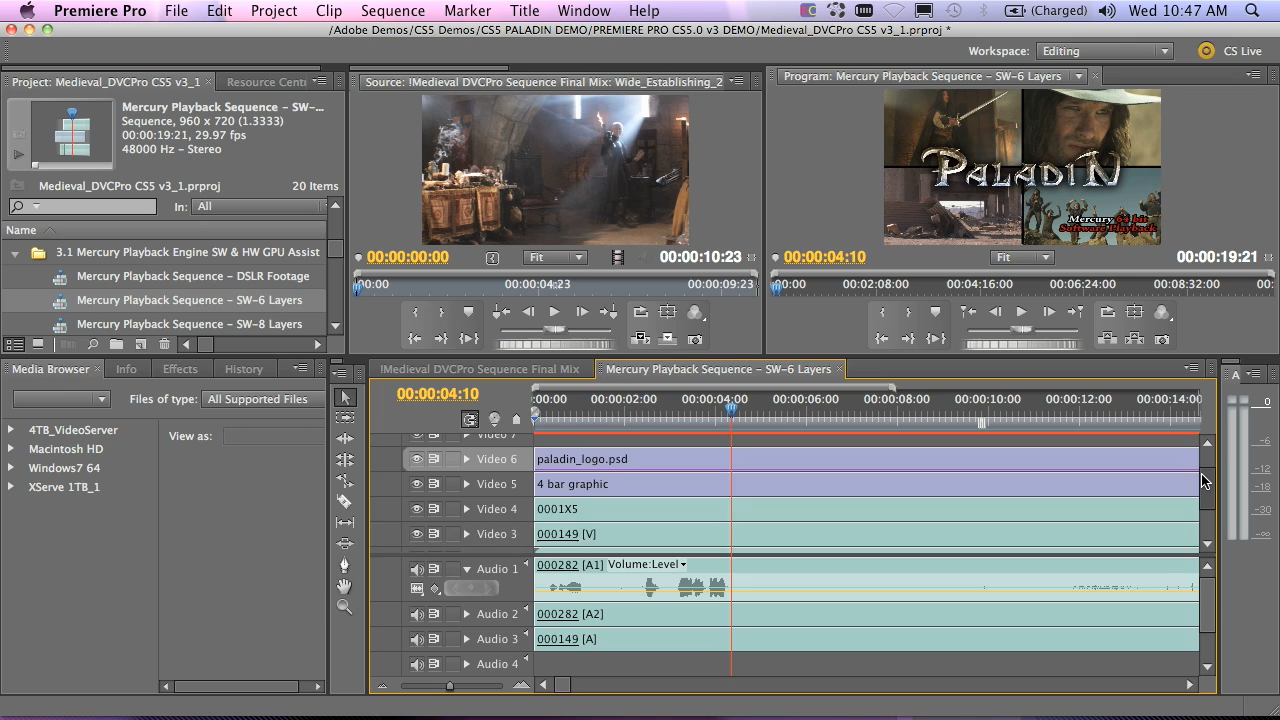 Premiere Pro File Edit Project Clip Sequence Marker Title Window Help (Charged) Wed 10:47 AM
/Adobe Demos/CS5 Demos/CS5 PALADIN DEMO/PREMIERE PRO CS5.0 v3 DEMO/Medieval_DVCPro CS5 v3_1.prproj *
Workspace: Editing CS Live
Project: Medieval_DVCPro CS5 v3_1 Resource Cent
Source: !Medieval DVCPro Sequence Final Mix: Wide_Establishing_2
Program: Mercury Playback Sequence – SW–6 Layers
Mercury Playback Sequence – SW-...
Sequence, 960 x 720 (1.3333)
00:00:19:21, 29.97 fps
48000 Hz – Stereo
PALADIN
Mercury 64 bit
Software Playback
Medieval_DVCPro CS5 v3_1.prproj 20 Items
In: All
Name
3.1 Mercury Playback Engine SW & HW GPU Assist
Mercury Playback Sequence – DSLR Footage
Mercury Playback Sequence – SW-6 Layers
Mercury Playback Sequence – SW-8 Layers
00:00:00:00 Fit 00:00:10:23
00:00 00:00:04:23 00:00:09:23
00:00:04:10 Fit 00:00:19:21
00:00 00:02:08:00 00:04:16:00 00:06:24:00 00:08:32:00 00:
Media Browser Info Effects History
Files of type: All Supported Files
View as:
4TB_VideoServer
Macintosh HD
Windows7 64
XServe 1TB_1
!Medieval DVCPro Sequence Final Mix Mercury Playback Sequence – SW-6 Layers
00:00:04:10
:00:00 00:00:02:00 00:00:04:00 00:00:06:00 00:00:08:00 00:00:10:00 00:00:12:00 00:00:14:00
Video 7
Video 6 paladin_logo.psd
Video 5 4 bar graphic
Video 4 0001X5
Video 3 000149 [V]
Audio 1 000282 [A1] Volume:Level
Audio 2 000282 [A2]
Audio 3 000149 [A]
Audio 4
A
0
-6
-12
-18
-30
-∞